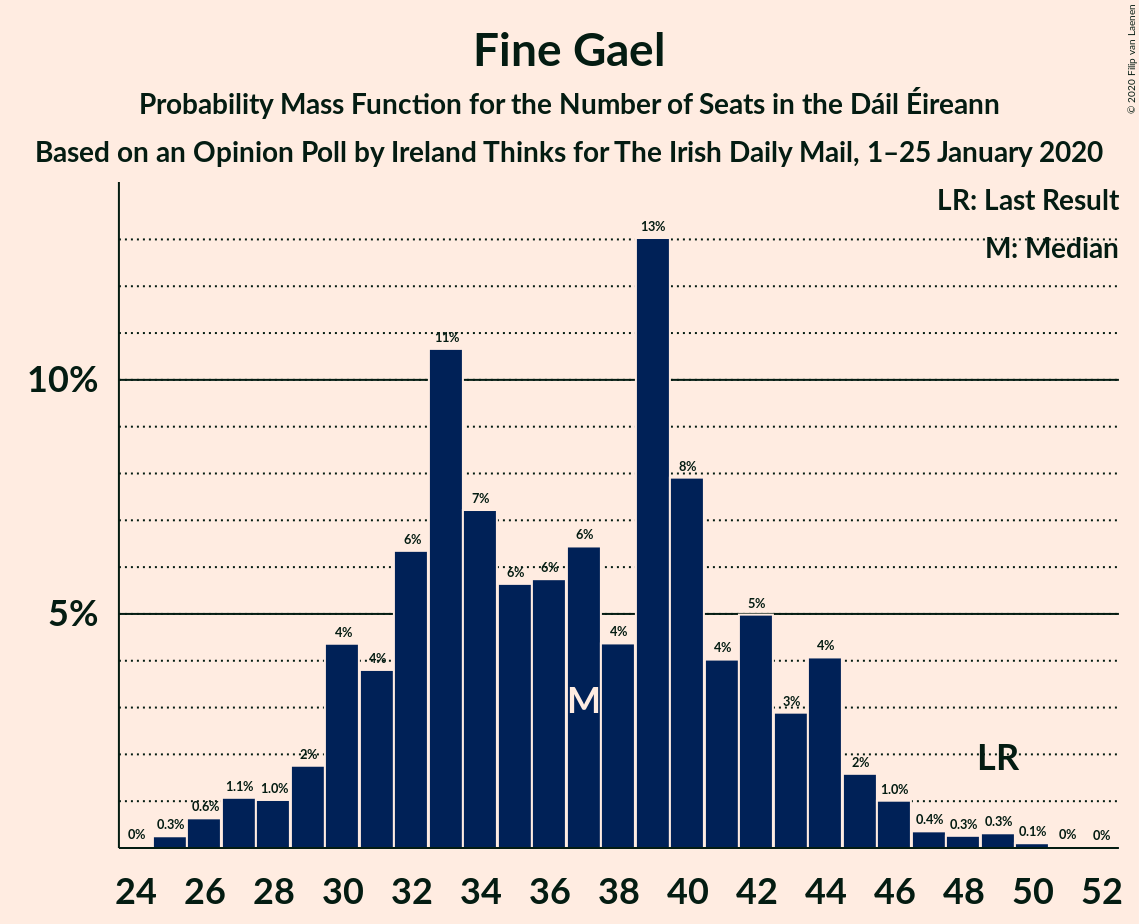 © 2020 Filip van Laenen
Fine Gael
Probability Mass Function for the Number of Seats in the Dáil Éireann
Based on an Opinion Poll by Ireland Thinks for The Irish Daily Mail, 1–25 January 2020
LR: Last Result
M: Median
10%
5%
0% 0.3% 0.6% 1.1% 1.0% 2% 4% 4% 6% 11% 7% 6% 6% 6% 4% 13% 8% 4% 5% 3% 4% 2% 1.0% 0.4% 0.3% 0.3% 0.1% 0% 0%
M
LR
24 26 28 30 32 34 36 38 40 42 44 46 48 50 52